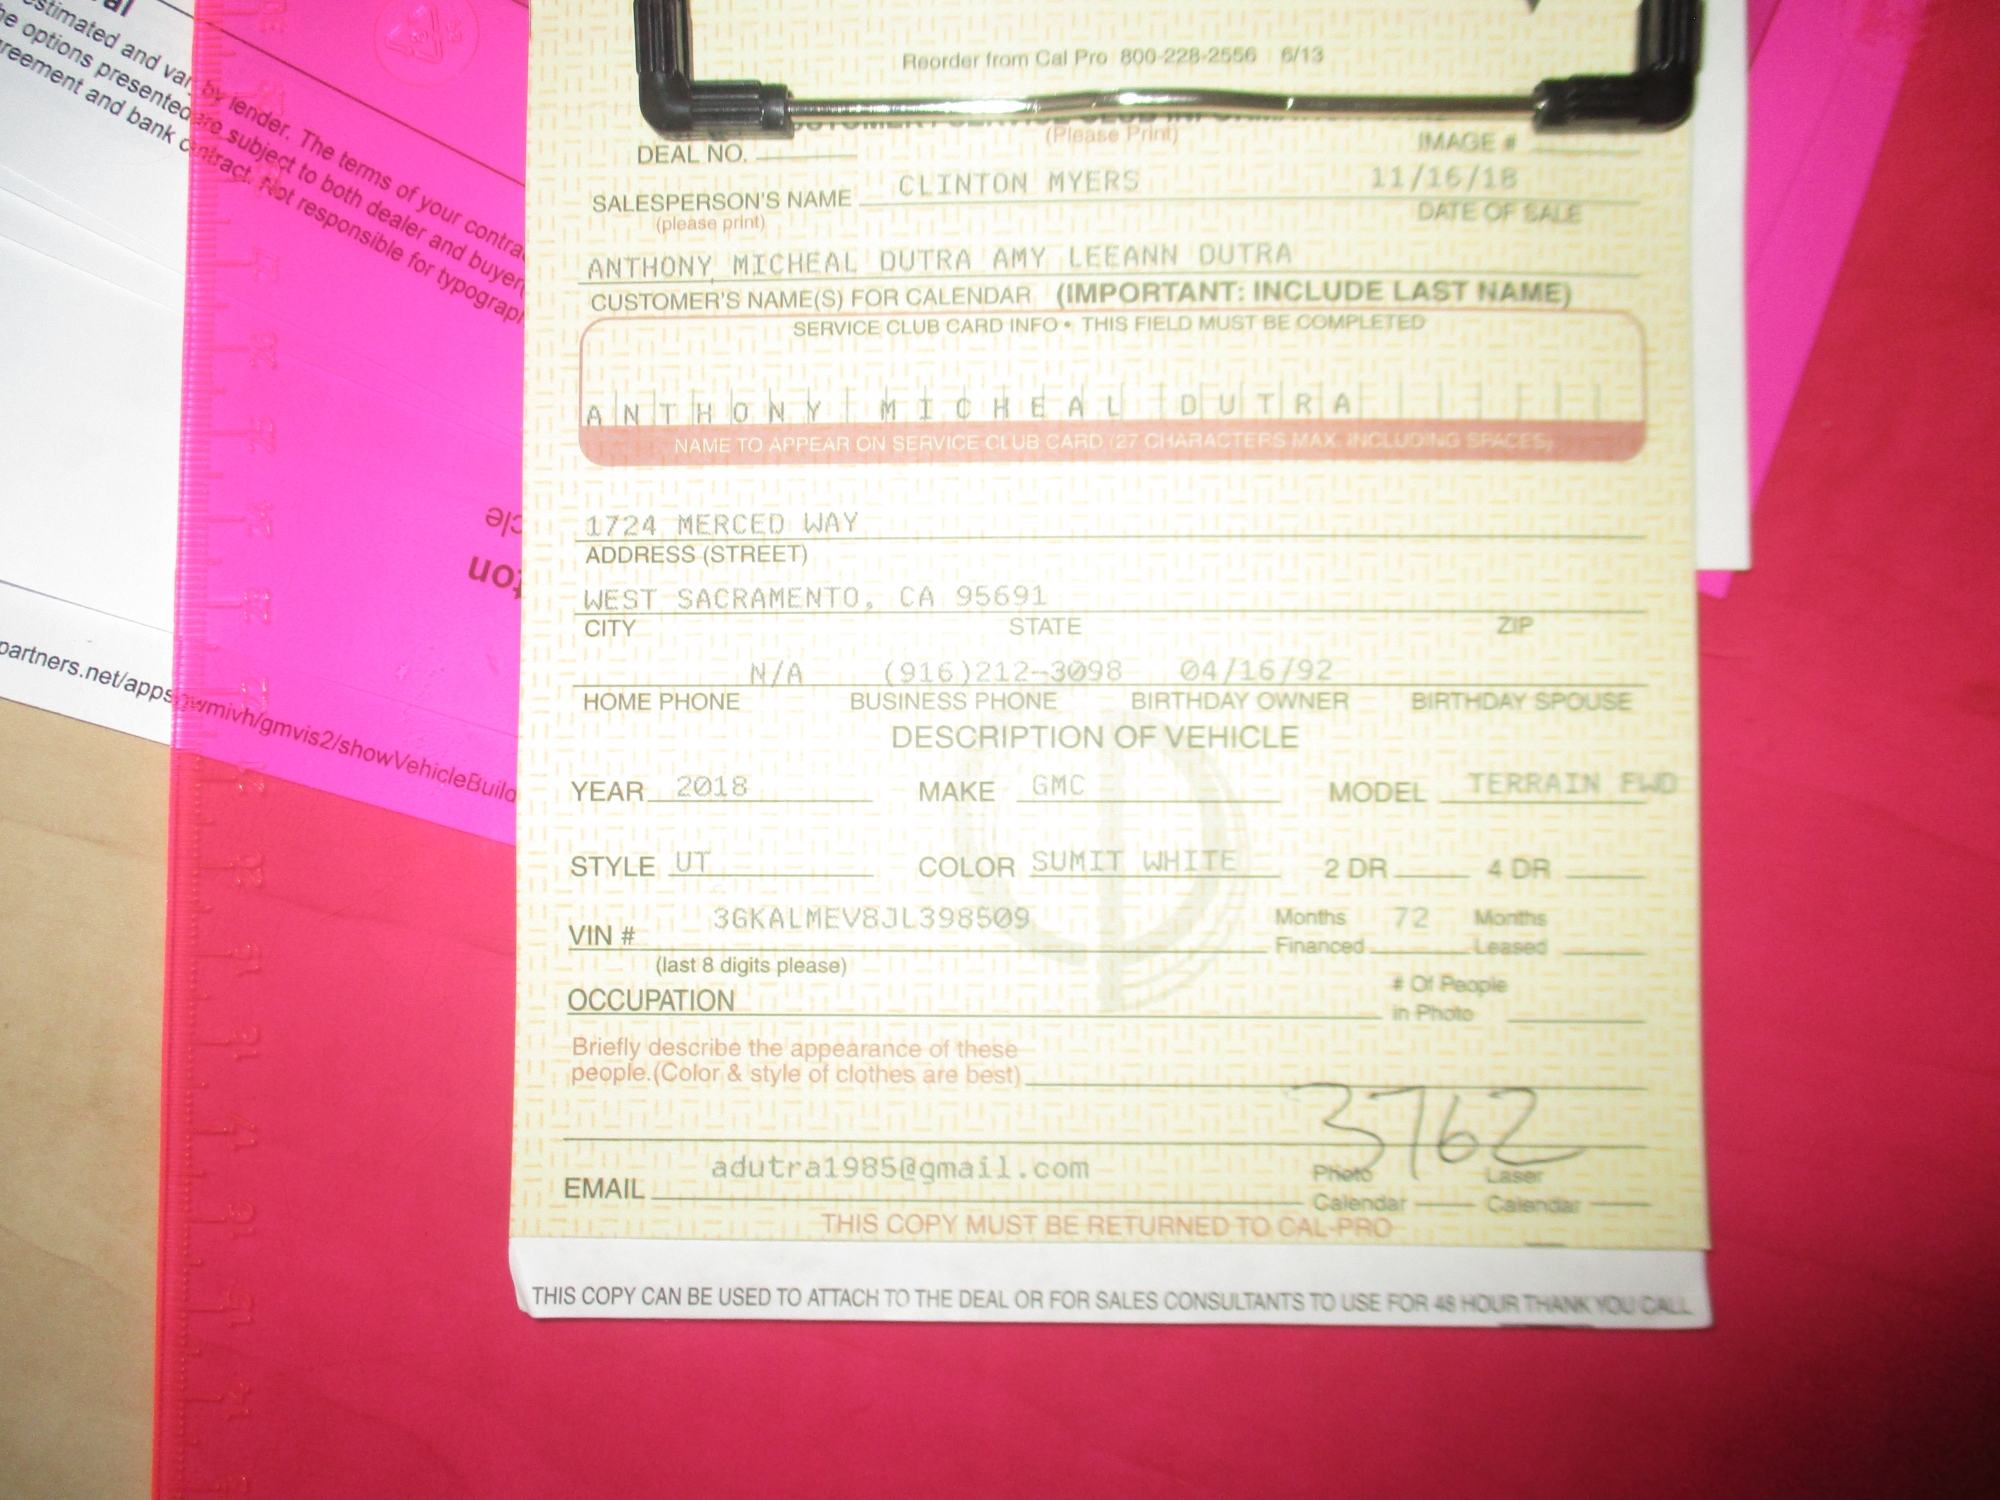 al
estimated and vary by lender. The terms of your contra
he options presented are subject to both dealer and buyer(
reement and bank contract. Not responsible for typograph
cle
ton
partners.net/apps/gwmivh/gmvis2/showVehicleBuild
Reorder from Cal Pro 800-228-2556 6/13
(Please Print)
DEAL NO. IMAGE #
CLINTON MYERS 11/16/18
SALESPERSON'S NAME
(please print) DATE OF SALE
ANTHONY MICHEAL DUTRA AMY LEEANN DUTRA
CUSTOMER'S NAME(S) FOR CALENDAR (IMPORTANT: INCLUDE LAST NAME)
SERVICE CLUB CARD INFO • THIS FIELD MUST BE COMPLETED
ANTHONY MICHEAL DUTRA
NAME TO APPEAR ON SERVICE CLUB CARD (27 CHARACTERS MAX. INCLUDING SPACES)
1724 MERCED WAY
ADDRESS (STREET)
WEST SACRAMENTO, CA 95691
CITY STATE ZIP
N/A (916)212-3098 04/16/92
HOME PHONE BUSINESS PHONE BIRTHDAY OWNER BIRTHDAY SPOUSE
DESCRIPTION OF VEHICLE
YEAR 2018 MAKE GMC MODEL TERRAIN FWD
STYLE UT COLOR SUMIT WHITE 2 DR 4 DR
VIN # 3GKALMEV8JL398509 Months Financed 72 Months Leased
(last 8 digits please)
OCCUPATION # Of People in Photo
Briefly describe the appearance of these
people.(Color & style of clothes are best)
3762
EMAIL adutra1985@gmail.com Photo Calendar Laser Calendar
THIS COPY MUST BE RETURNED TO CAL-PRO
THIS COPY CAN BE USED TO ATTACH TO THE DEAL OR FOR SALES CONSULTANTS TO USE FOR 48 HOUR THANK YOU CALL